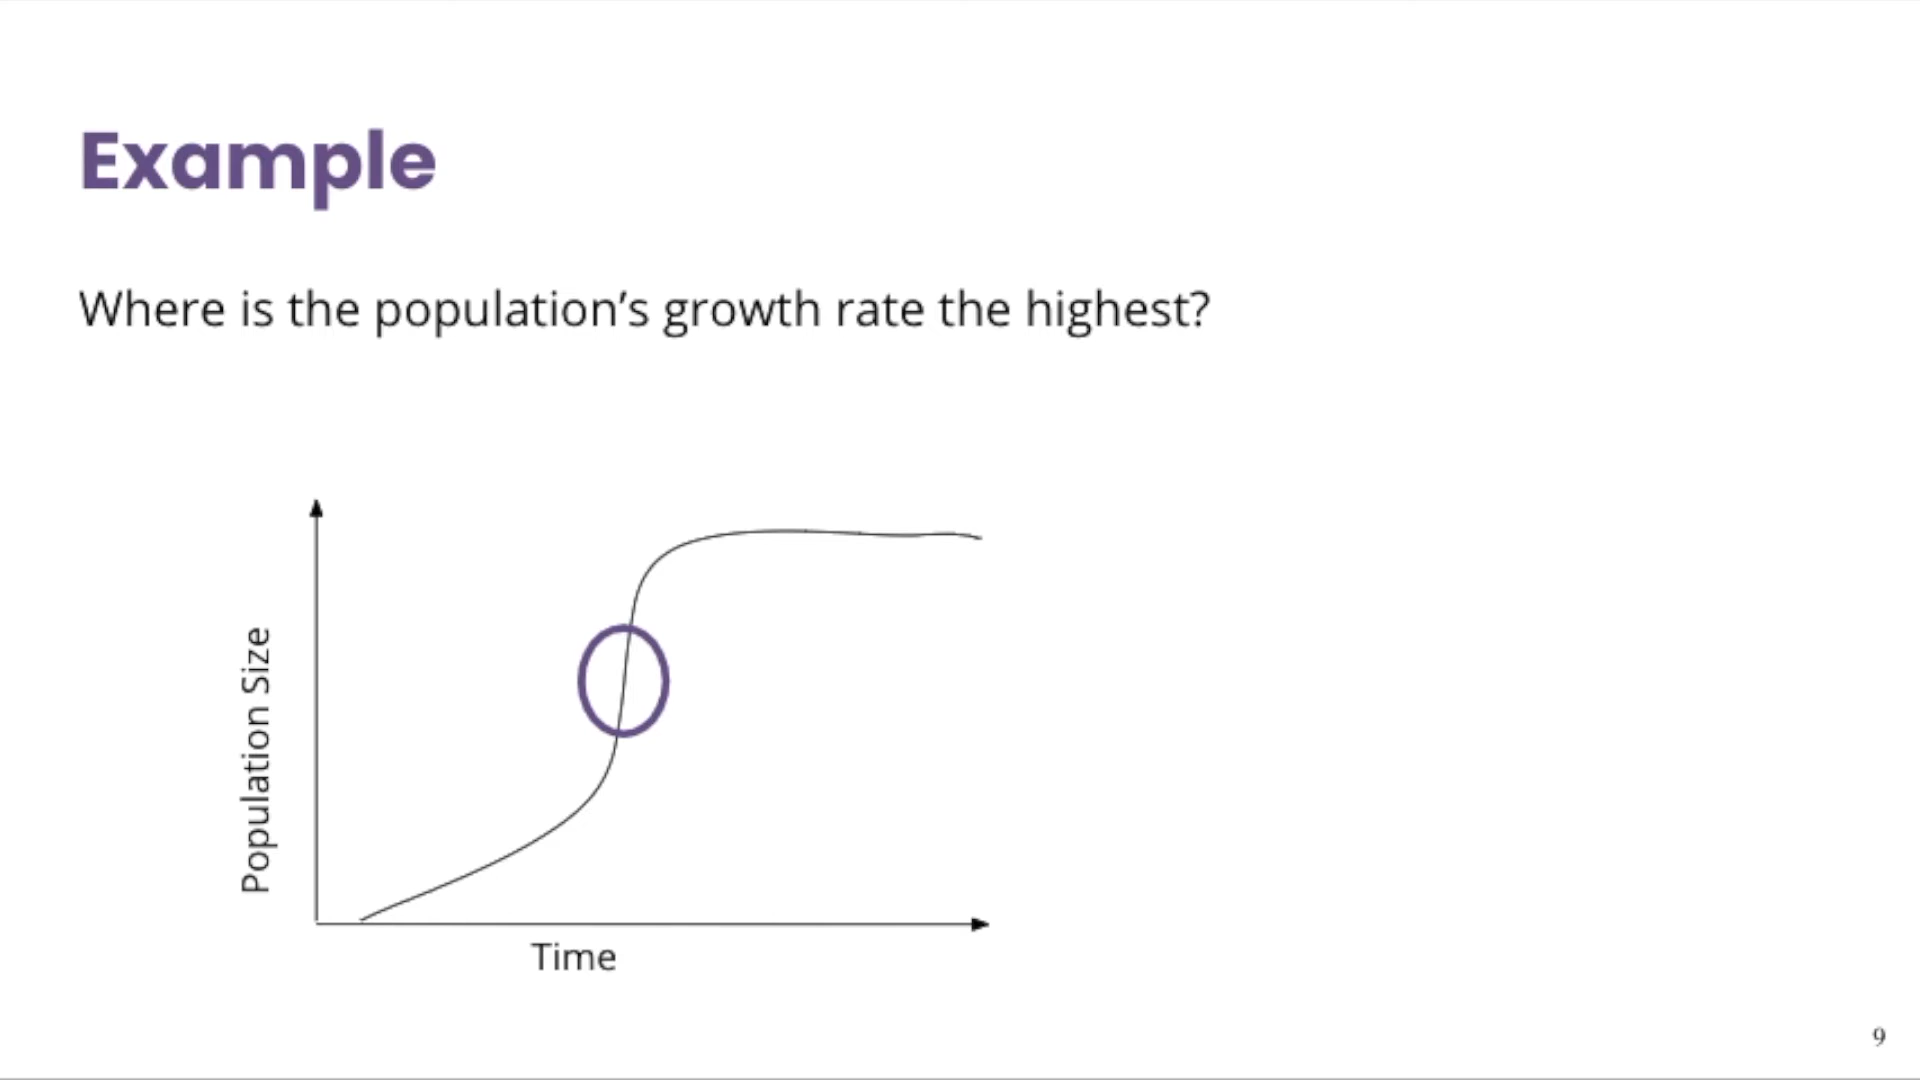 Example
Where is the population’s growth rate the highest?
Population Size
Time
9